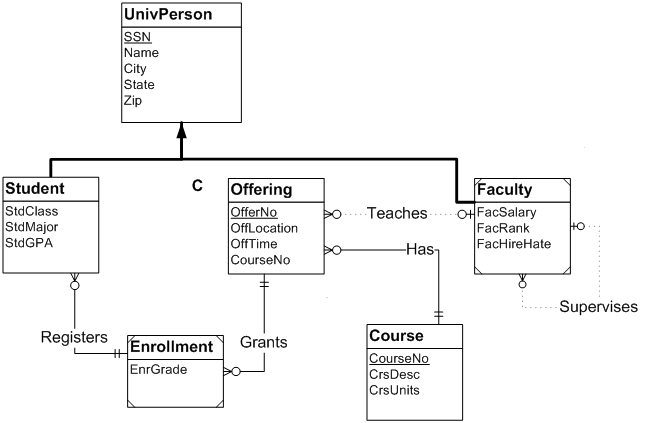 UnivPerson
SSN
Name
City
State
Zip
Student
StdClass
StdMajor
StdGPA
C
Offering
OfferNo
OffLocation
OffTime
CourseNo
Teaches
Has
Faculty
FacSalary
FacRank
FacHireHate
Supervises
Registers
Enrollment
EnrGrade
Grants
Course
CourseNo
CrsDesc
CrsUnits